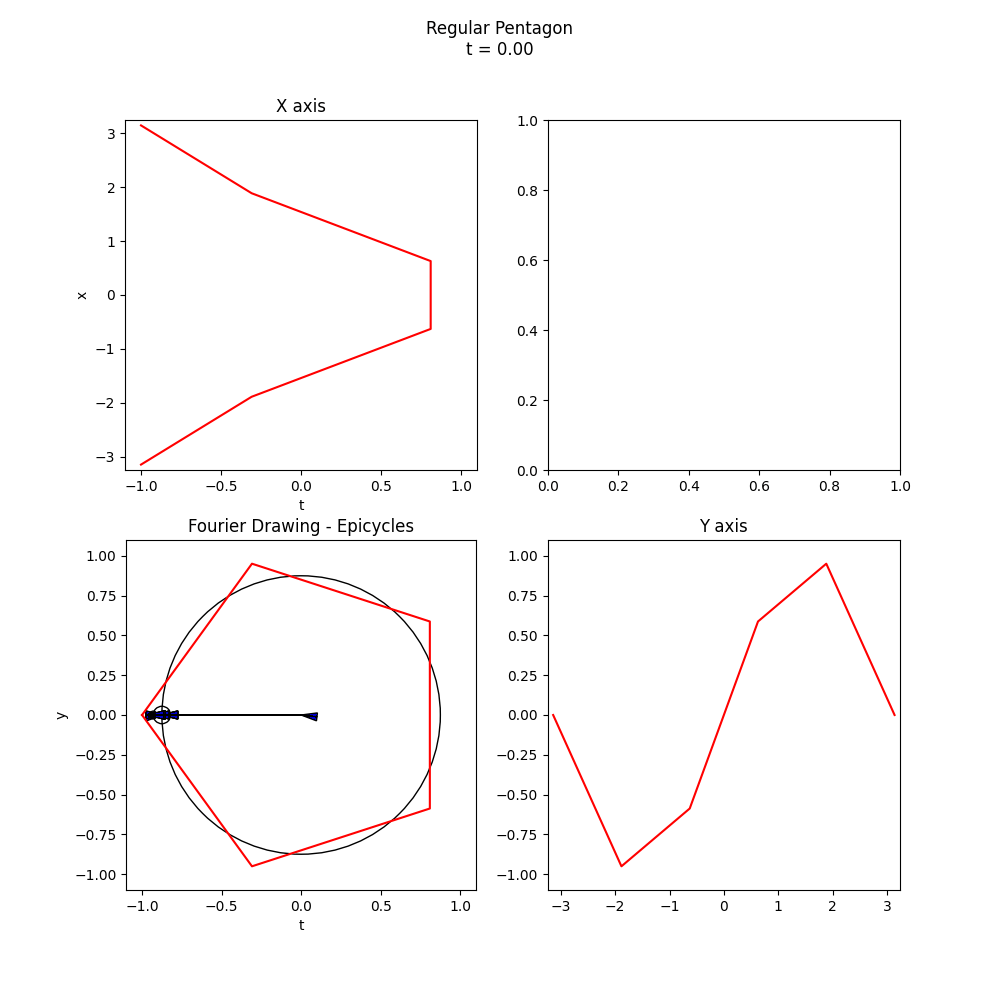 Regular Pentagon
t = 0.00
X axis
3
2
1
0
−1
−2
−3
x
−1.0 −0.5 0.0 0.5 1.0
t
1.0
0.8
0.6
0.4
0.2
0.0
0.0 0.2 0.4 0.6 0.8 1.0
Fourier Drawing - Epicycles
1.00
0.75
0.50
0.25
0.00
−0.25
−0.50
−0.75
−1.00
y
−1.0 −0.5 0.0 0.5 1.0
t
Y axis
1.00
0.75
0.50
0.25
0.00
−0.25
−0.50
−0.75
−1.00
−3 −2 −1 0 1 2 3